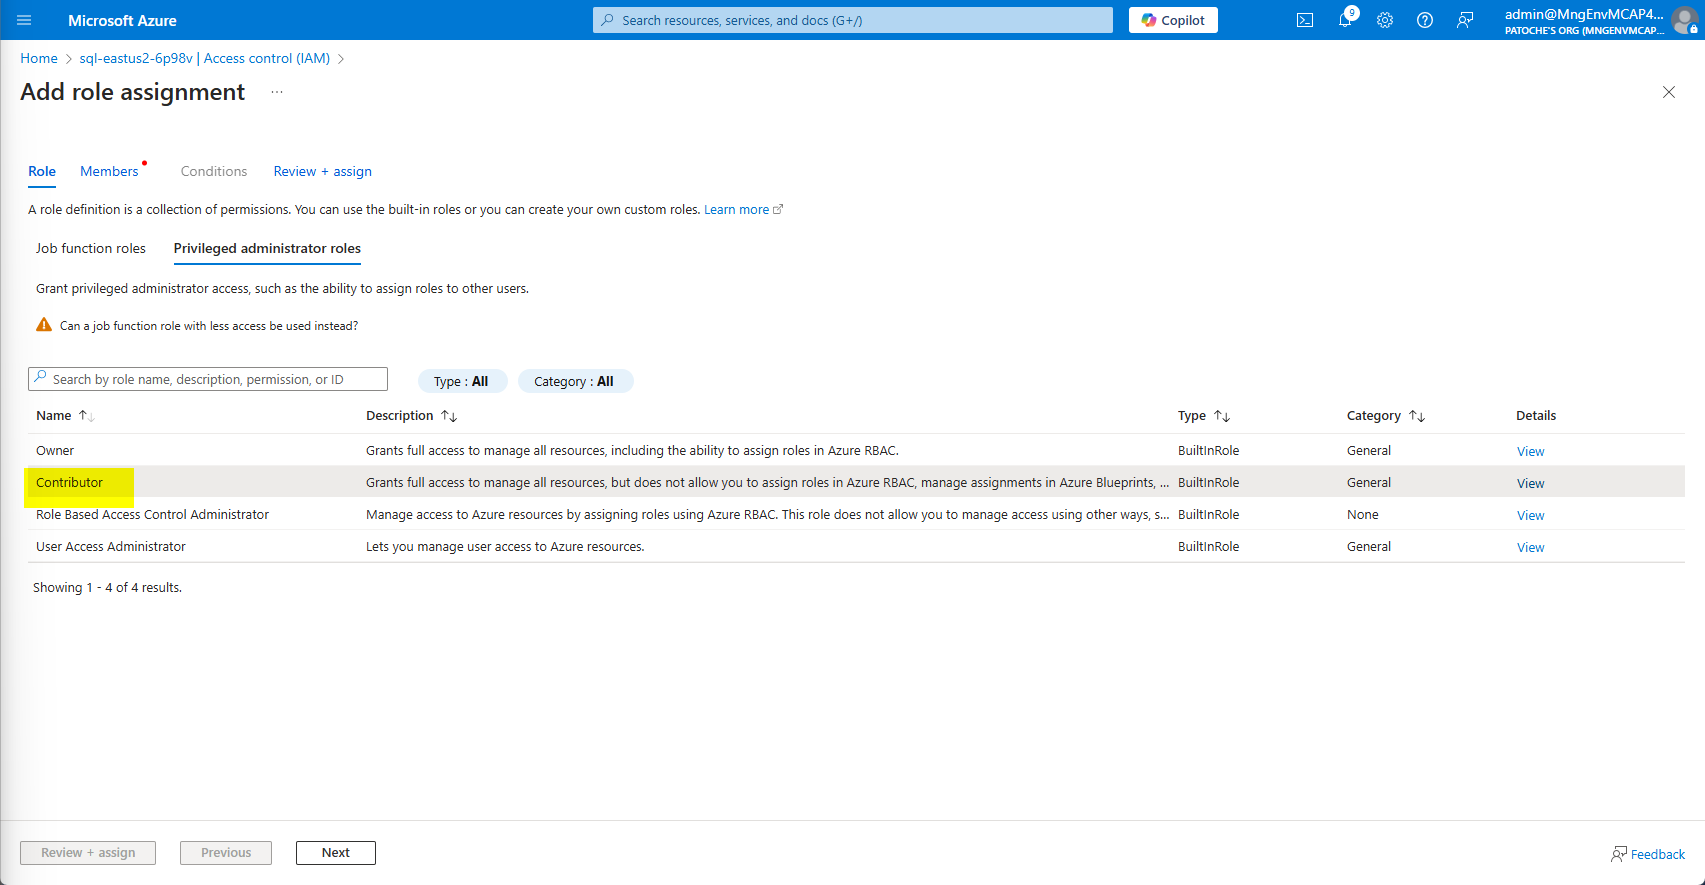 Microsoft Azure
Search resources, services, and docs (G+/)
Copilot
9
admin@MngEnvMCAP4...
PATOCHE'S ORG (MNGENVMCAP...
Home > sql-eastus2-6p98v | Access control (IAM) >
Add role assignment ...
Role Members Conditions Review + assign
A role definition is a collection of permissions. You can use the built-in roles or you can create your own custom roles. Learn more
Job function roles Privileged administrator roles
Grant privileged administrator access, such as the ability to assign roles to other users.
Can a job function role with less access be used instead?
Search by role name, description, permission, or ID
Type : All Category : All
Name Description Type Category Details
Owner Grants full access to manage all resources, including the ability to assign roles in Azure RBAC. BuiltInRole General View
Contributor Grants full access to manage all resources, but does not allow you to assign roles in Azure RBAC, manage assignments in Azure Blueprints, ... BuiltInRole General View
Role Based Access Control Administrator Manage access to Azure resources by assigning roles using Azure RBAC. This role does not allow you to manage access using other ways, s... BuiltInRole None View
User Access Administrator Lets you manage user access to Azure resources. BuiltInRole General View
Showing 1 - 4 of 4 results.
Review + assign Previous Next
Feedback